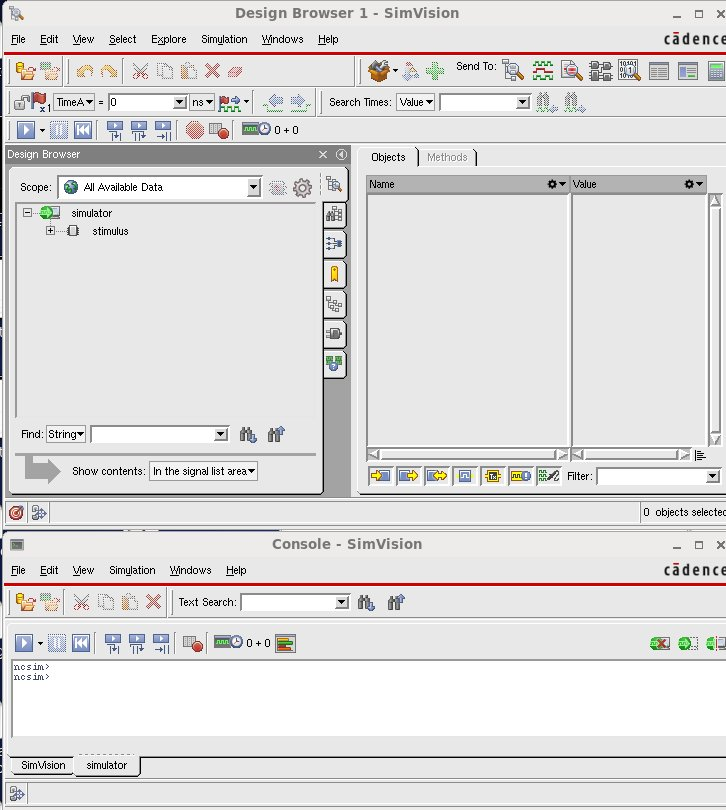 Design Browser 1 - SimVision
File Edit View Select Explore Simulation Windows Help
cādence
Send To:
TimeA = 0 ns
Search Times: Value
0 + 0
Design Browser
Scope: All Available Data
simulator
stimulus
Find: String
Show contents: In the signal list area
Objects Methods
Name Value
Filter:
0 objects selected
Console - SimVision
File Edit View Simulation Windows Help
cādence
Text Search:
0 + 0
ncsim>
ncsim>
SimVision simulator